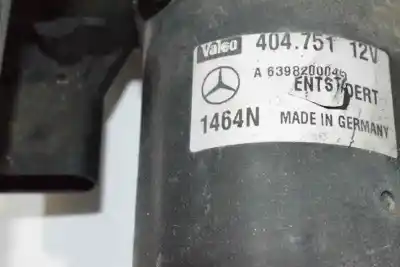 Valeo 404.751 12V
A 6398200045
ENTSTOERT
1464N MADE IN GERMANY